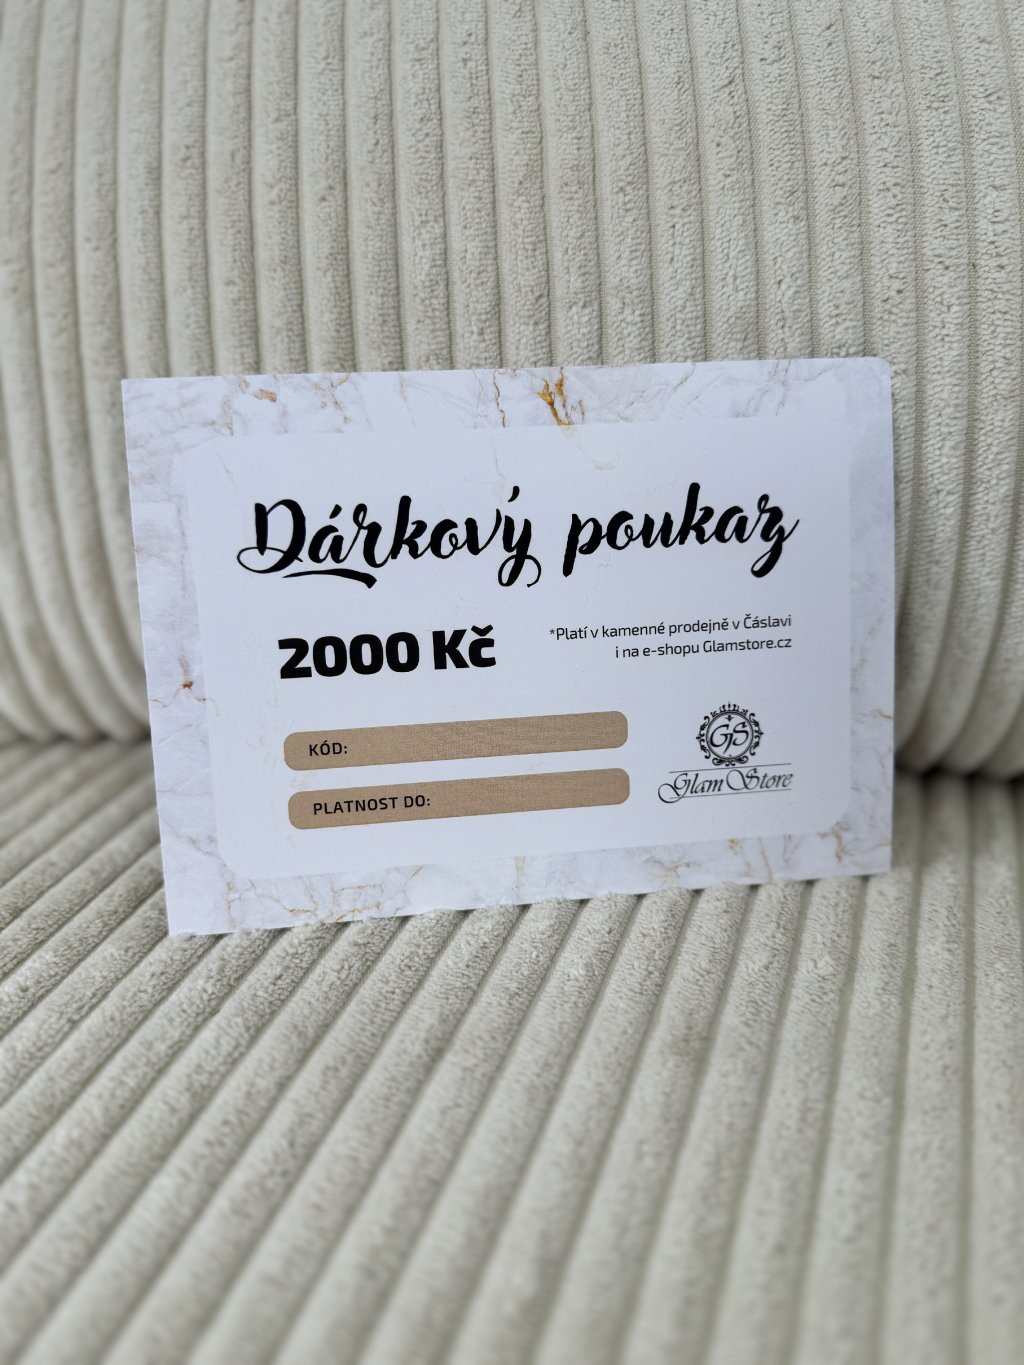 Dárkový poukaz
2000 Kč
*Platí v kamenné prodejně v Čáslavi
i na e-shopu Glamstore.cz
KÓD:
PLATNOST DO:
GS
Glam Store